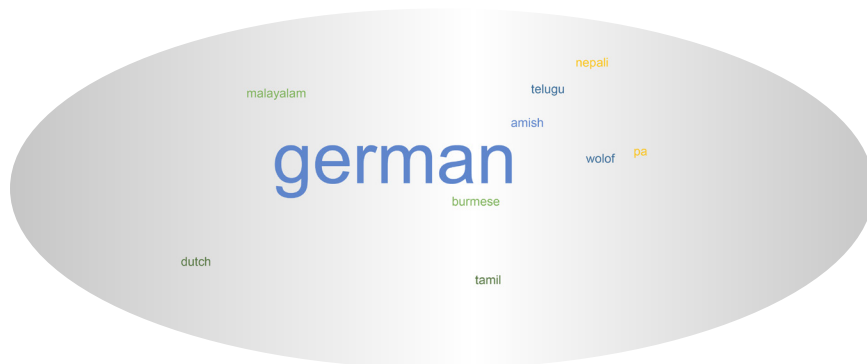 nepali
telugu
malayalam
amish
german
pa
wolof
burmese
dutch
tamil